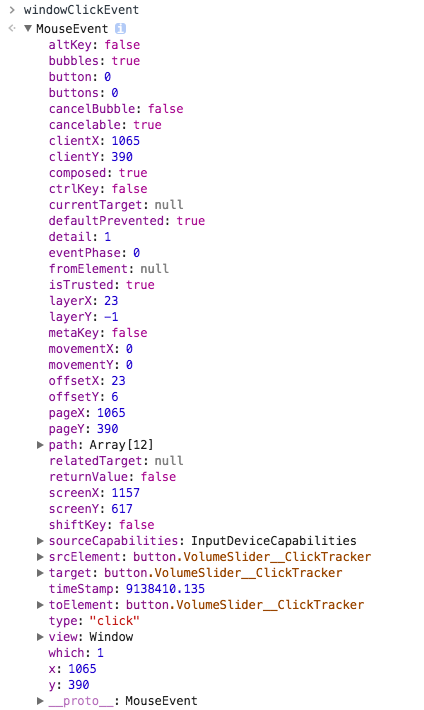 windowClickEvent
MouseEvent i
altKey: false
bubbles: true
button: 0
buttons: 0
cancelBubble: false
cancelable: true
clientX: 1065
clientY: 390
composed: true
ctrlKey: false
currentTarget: null
defaultPrevented: true
detail: 1
eventPhase: 0
fromElement: null
isTrusted: true
layerX: 23
layerY: -1
metaKey: false
movementX: 0
movementY: 0
offsetX: 23
offsetY: 6
pageX: 1065
pageY: 390
path: Array[12]
relatedTarget: null
returnValue: false
screenX: 1157
screenY: 617
shiftKey: false
sourceCapabilities: InputDeviceCapabilities
srcElement: button.VolumeSlider__ClickTracker
target: button.VolumeSlider__ClickTracker
timeStamp: 9138410.135
toElement: button.VolumeSlider__ClickTracker
type: "click"
view: Window
which: 1
x: 1065
y: 390
__proto__: MouseEvent